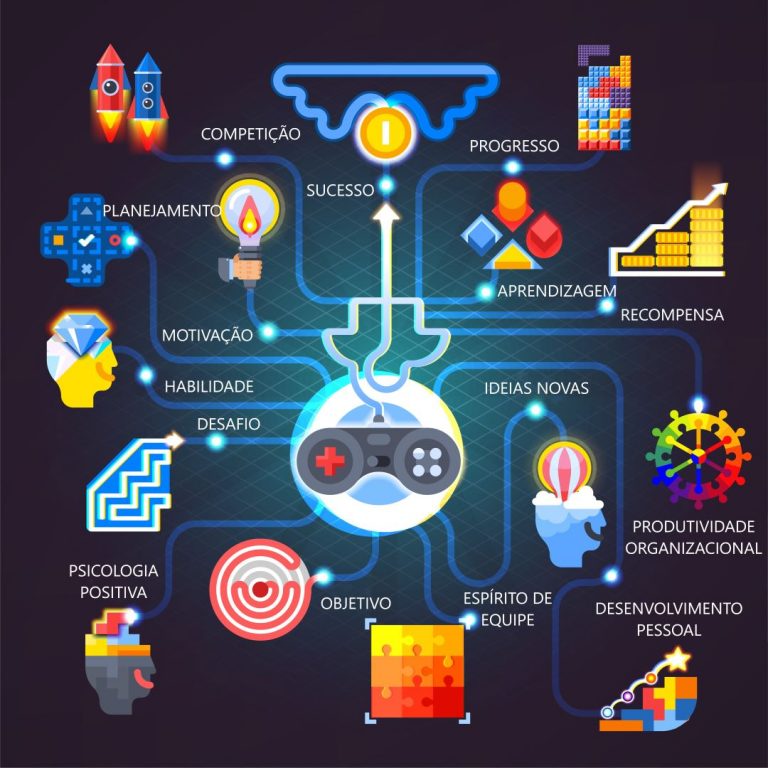 COMPETIÇÃO
PROGRESSO
SUCESSO
PLANEJAMENTO
APRENDIZAGEM
RECOMPENSA
MOTIVAÇÃO
HABILIDADE
IDEIAS NOVAS
DESAFIO
PRODUTIVIDADE
ORGANIZACIONAL
PSICOLOGIA
POSITIVA
OBJETIVO
ESPÍRITO DE
EQUIPE
DESENVOLVIMENTO
PESSOAL